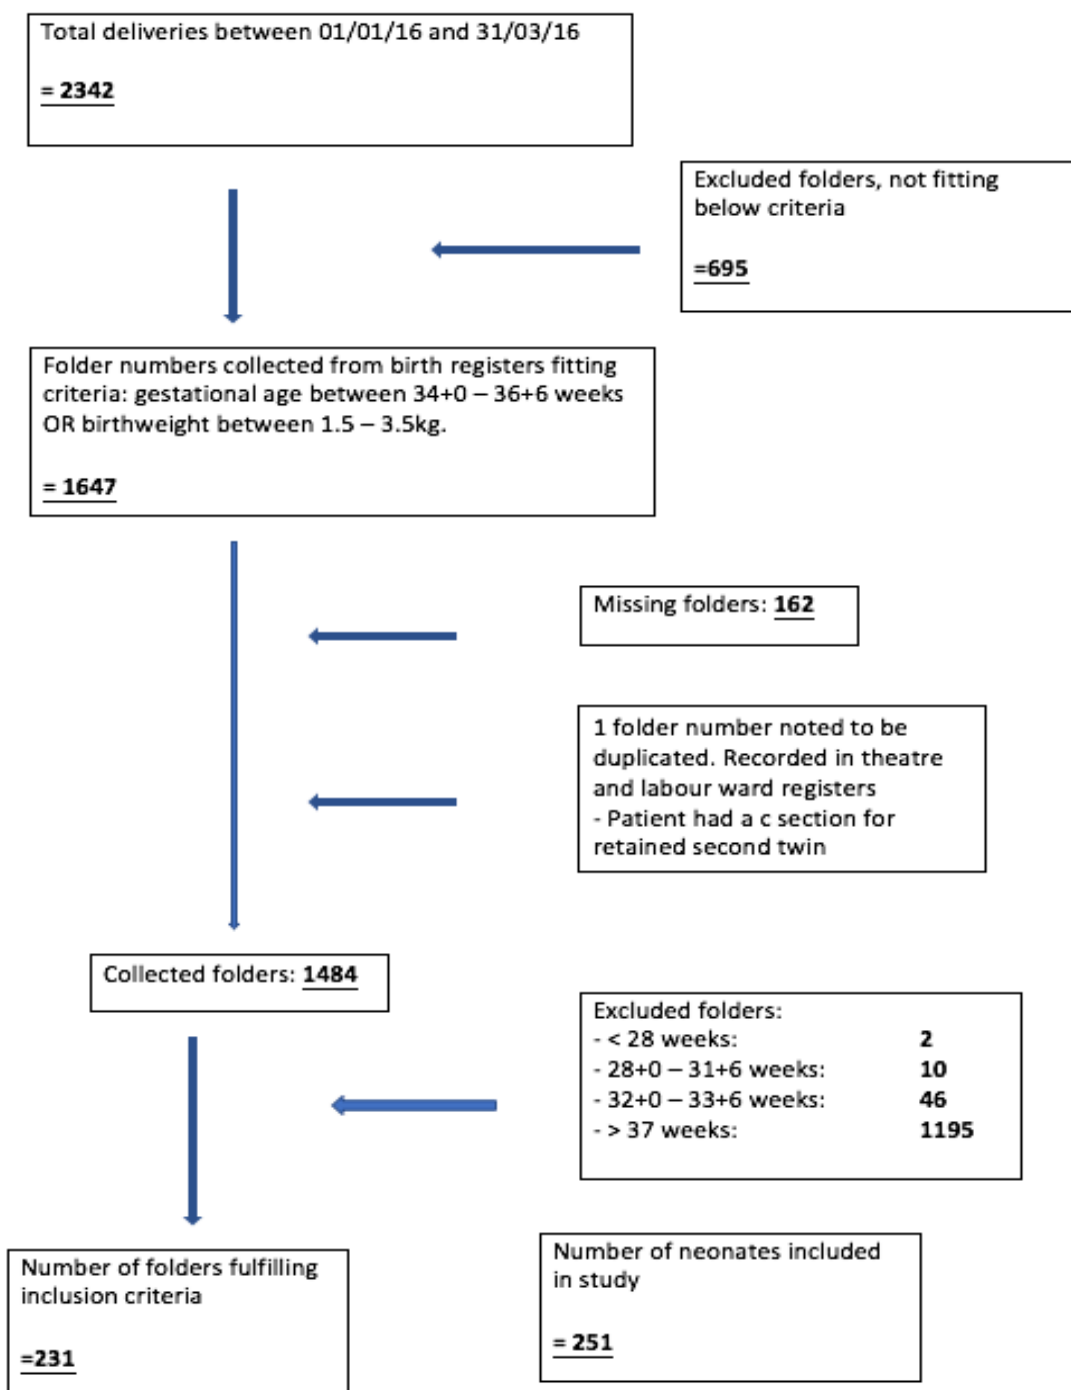 Total deliveries between 01/01/16 and 31/03/16
= 2342
Excluded folders, not fitting
below criteria
=695
Folder numbers collected from birth registers fitting
criteria: gestational age between 34+0 – 36+6 weeks
OR birthweight between 1.5 – 3.5kg.
= 1647
Missing folders: 162
1 folder number noted to be
duplicated. Recorded in theatre
and labour ward registers
- Patient had a c section for
retained second twin
Collected folders: 1484
Excluded folders:
- < 28 weeks: 2
- 28+0 – 31+6 weeks: 10
- 32+0 – 33+6 weeks: 46
- > 37 weeks: 1195
Number of folders fulfilling
inclusion criteria
=231
Number of neonates included
in study
= 251